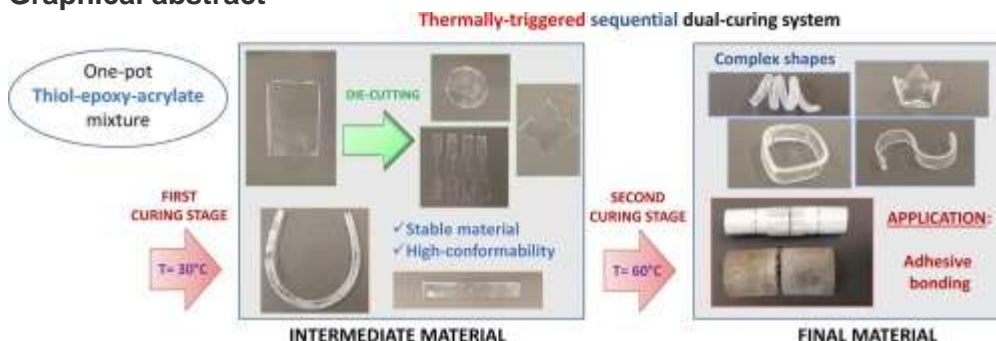 Graphical abstract
Thermally-triggered sequential dual-curing system
One-pot
Thiol-epoxy-acrylate
mixture
FIRST
CURING STAGE
T= 30°C
DIE-CUTTING
✓Stable material
✓High-conformability
INTERMEDIATE MATERIAL
SECOND
CURING STAGE
T= 60°C
Complex shapes
APPLICATION:
Adhesive
bonding
FINAL MATERIAL